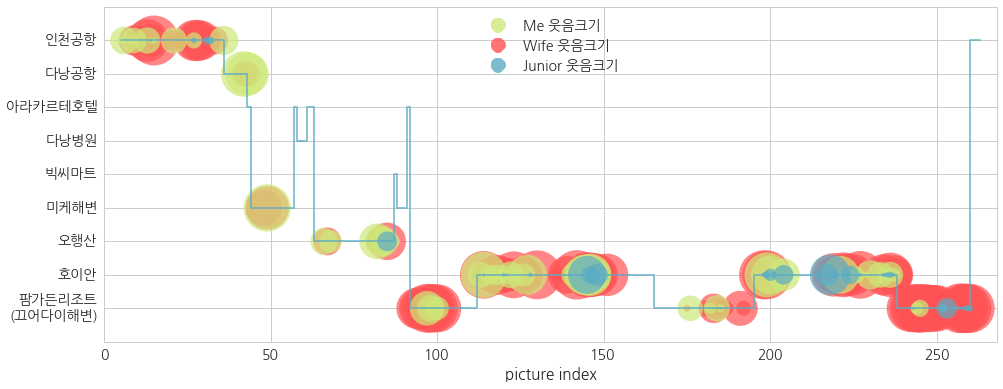 Me 웃음크기
Wife 웃음크기
Junior 웃음크기
인천공항
다낭공항
아라카르테호텔
다낭병원
빅씨마트
미케해변
오행산
호이안
팜가든리조트
(끄어다이해변)
0 50 100 150 200 250
picture index